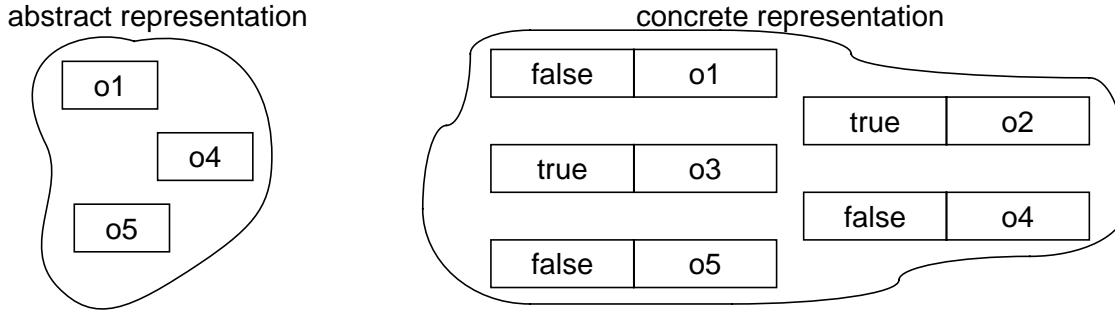 abstract representation
o1
o4
o5
concrete representation
false o1
true o2
true o3
false o4
false o5